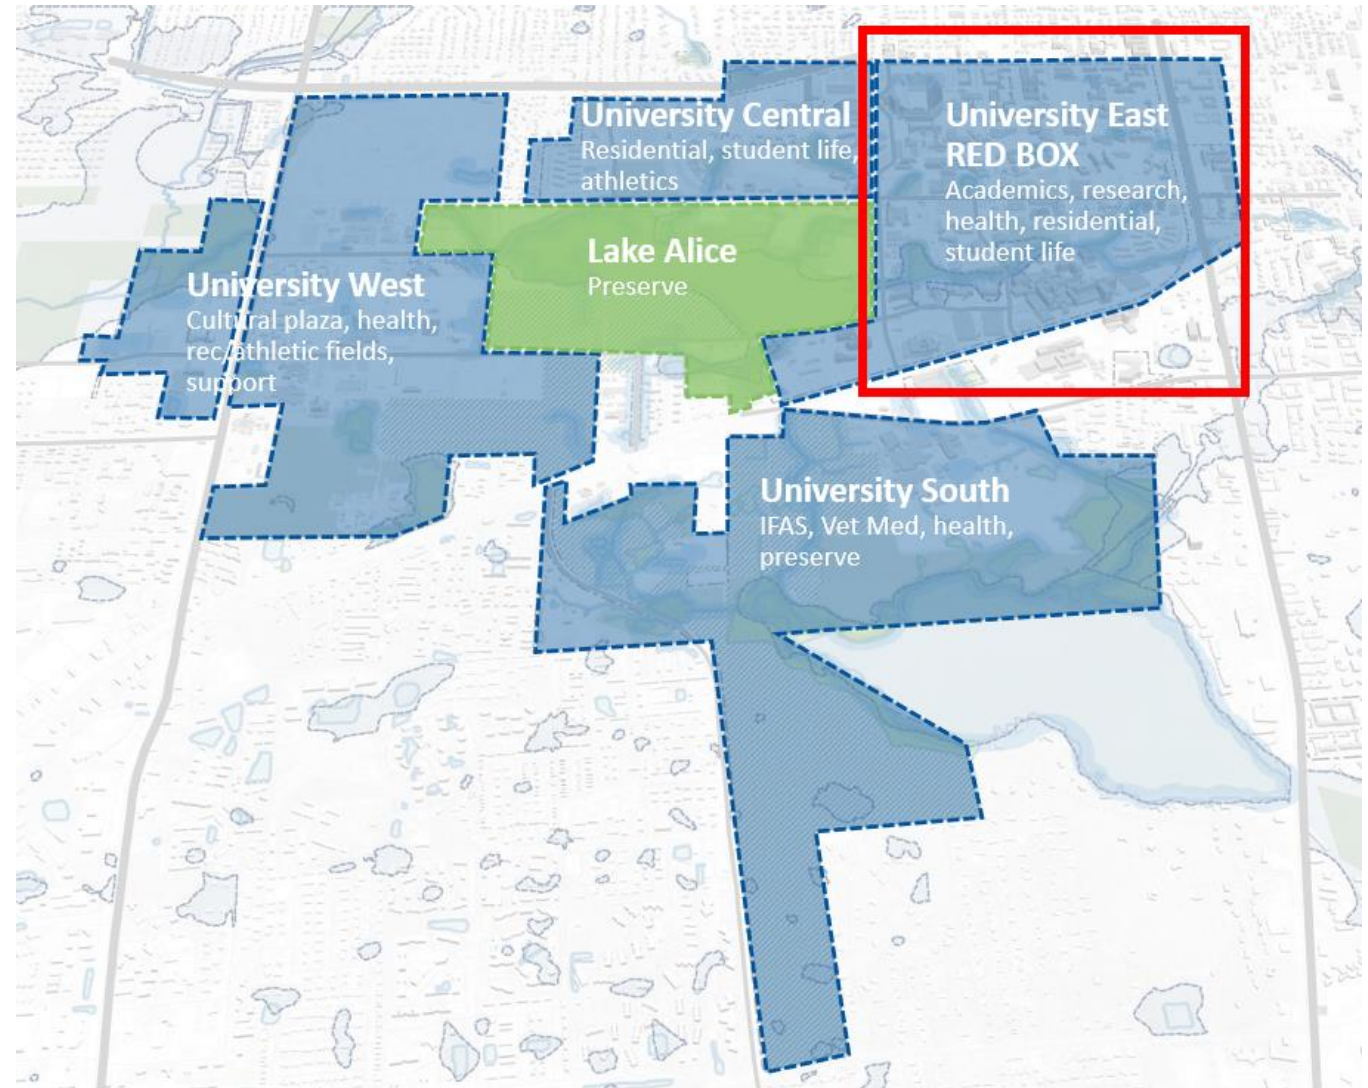 University Central
Residential, student life,
athletics
University East
RED BOX
Academics, research,
health, residential,
student life
Lake Alice
Preserve
University West
Cultural plaza, health,
rec/athletic fields,
support
University South
IFAS, Vet Med, health,
preserve